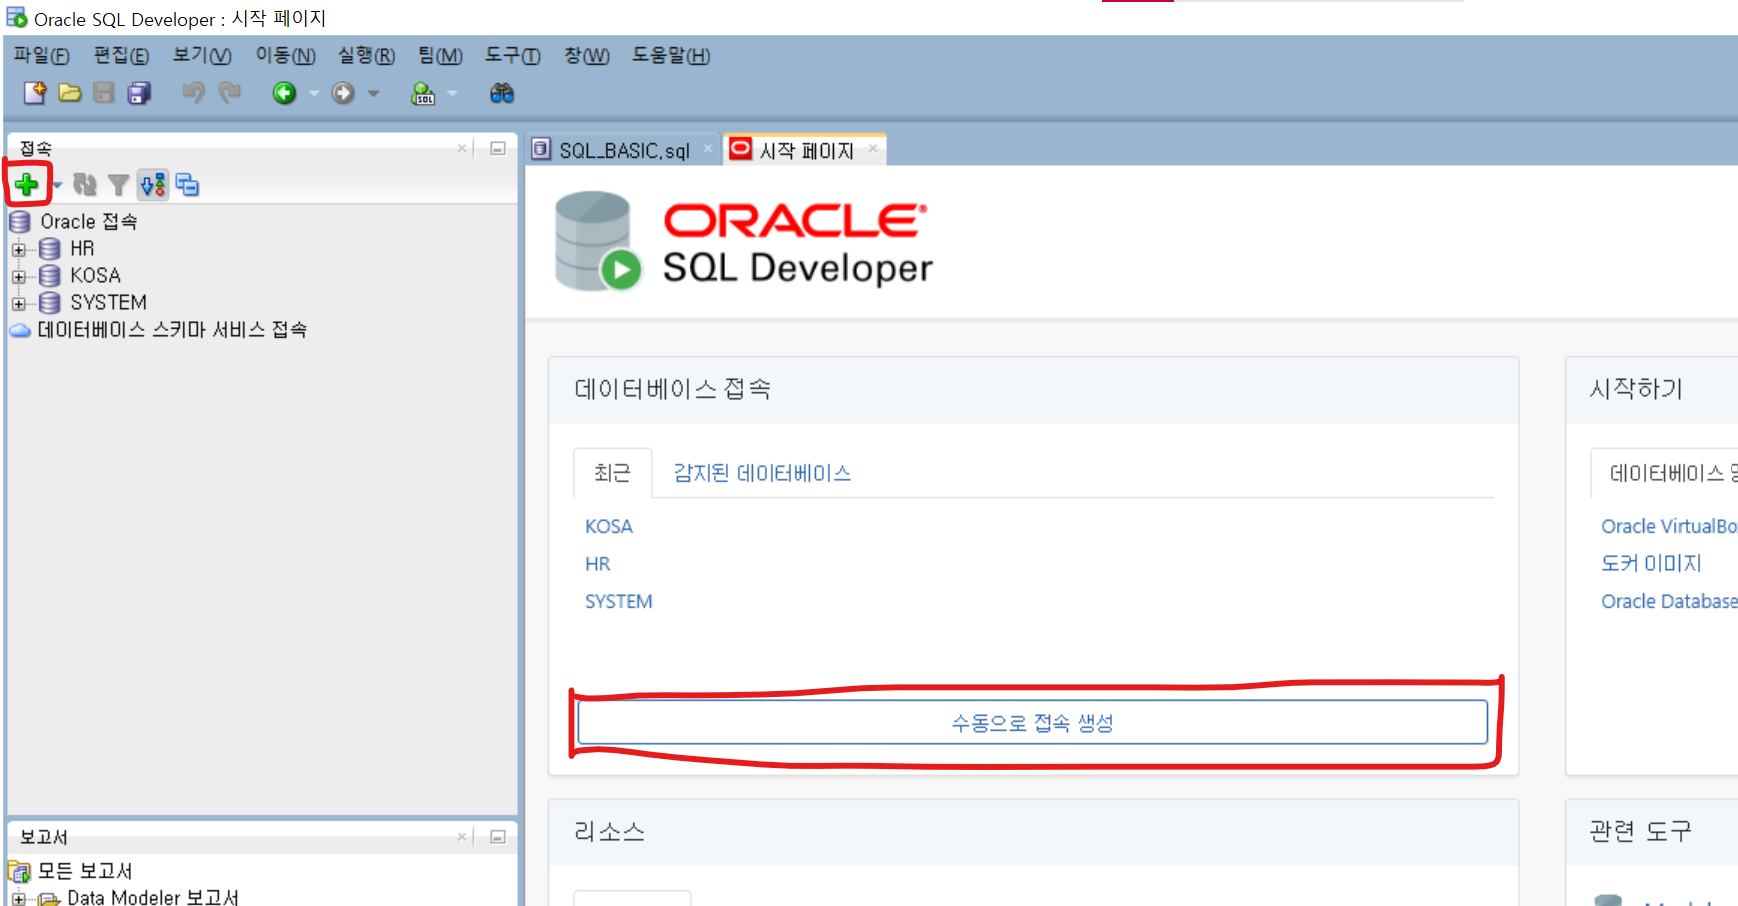 Oracle SQL Developer : 시작 페이지
파일(F) 편집(E) 보기(V) 이동(N) 실행(R) 팀(M) 도구(T) 창(W) 도움말(H)
SQL
접속
Oracle 접속
HR
KOSA
SYSTEM
데이터베이스 스키마 서비스 접속
보고서
모든 보고서
Data Modeler 보고서
SQL_BASIC.sql
시작 페이지
ORACLE
SQL Developer
데이터베이스 접속
최근 감지된 데이터베이스
KOSA
HR
SYSTEM
수동으로 접속 생성
리소스
시작하기
데이터베이스
Oracle VirtualBo
도커 이미지
Oracle Database
관련 도구